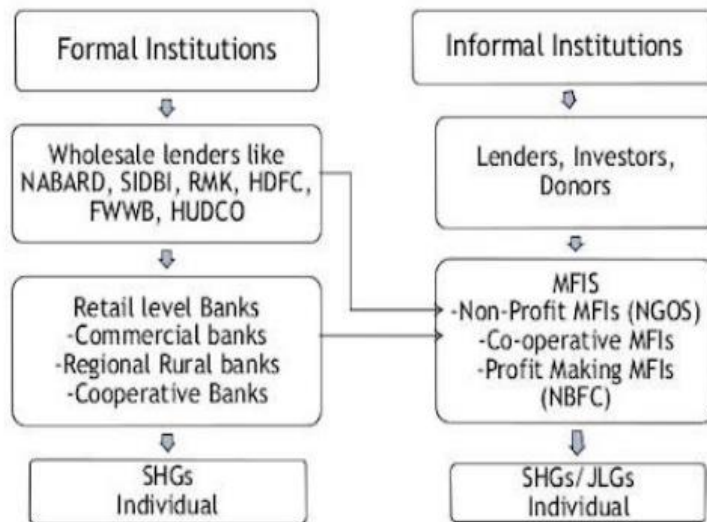 Formal Institutions
Wholesale lenders like
NABARD, SIDBI, RMK, HDFC,
FWWB, HUDCO
Retail level Banks
-Commercial banks
-Regional Rural banks
-Cooperative Banks
SHGs
Individual
Informal Institutions
Lenders, Investors,
Donors
MFIS
-Non-Profit MFIs (NGOS)
-Co-operative MFIs
-Profit Making MFIs
(NBFC)
SHGs/JLGs
Individual